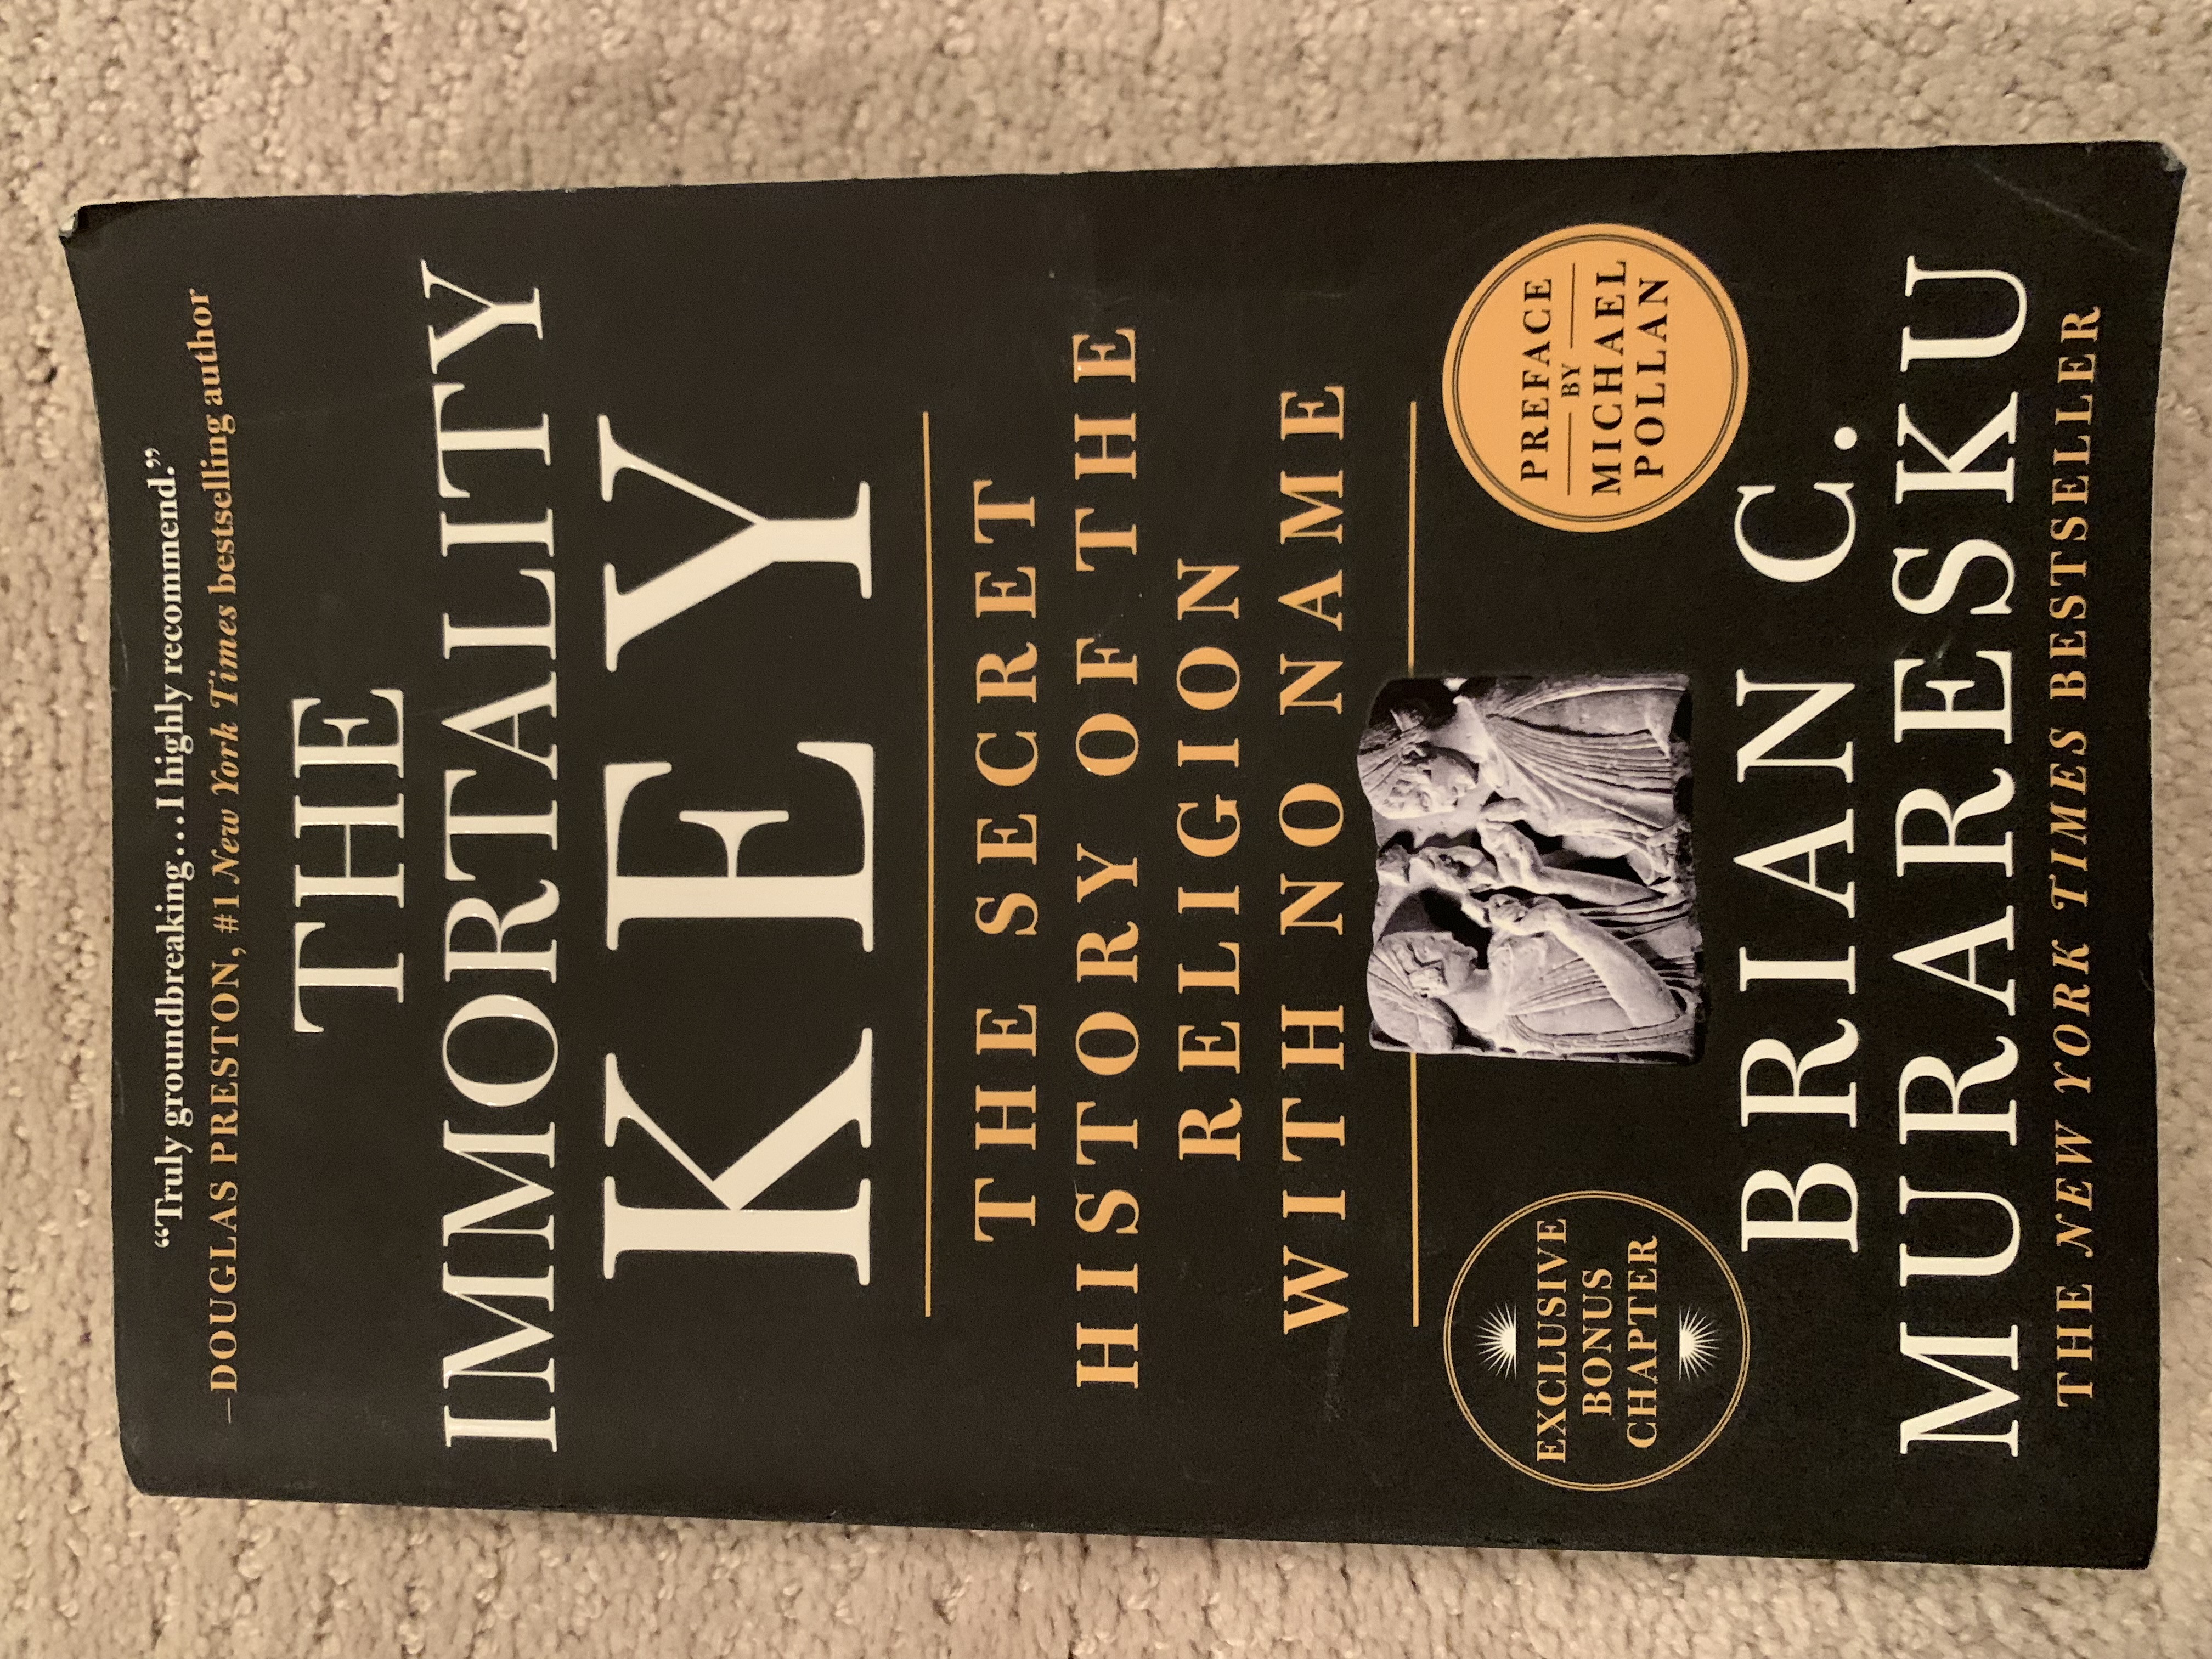 “Truly groundbreaking...I highly recommend.”
—DOUGLAS PRESTON, #1 New York Times bestselling author
THE
IMMORTALITY
KEY
THE SECRET
HISTORY OF THE
RELIGION
WITH NO NAME
EXCLUSIVE
BONUS
CHAPTER
PREFACE
BY
MICHAEL
POLLAN
BRIAN C.
MURARESKU
THE NEW YORK TIMES BESTSELLER